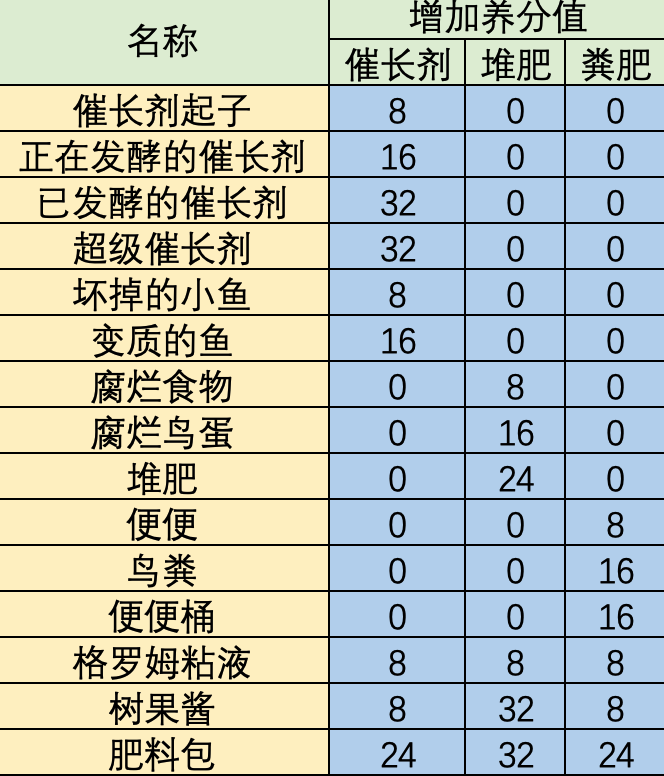 名称 增加养分值
催长剂 堆肥 粪肥
催长剂起子 8 0 0
正在发酵的催长剂 16 0 0
已发酵的催长剂 32 0 0
超级催长剂 32 0 0
坏掉的小鱼 8 0 0
变质的鱼 16 0 0
腐烂食物 0 8 0
腐烂鸟蛋 0 16 0
堆肥 0 24 0
便便 0 0 8
鸟粪 0 0 16
便便桶 0 0 16
格罗姆粘液 8 8 8
树果酱 8 32 8
肥料包 24 32 24